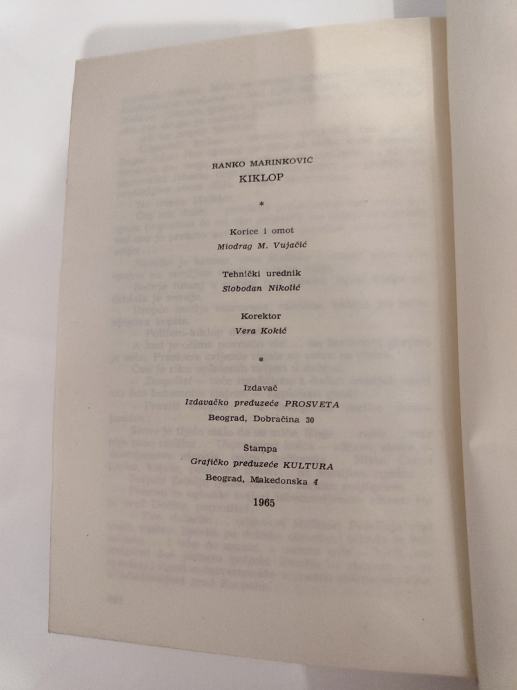 RANKO MARINKOVIĆ
KIKLOP
*
Korice i omot
Miodrag M. Vujačić
Tehnički urednik
Slobodan Nikolić
Korektor
Vera Kokić
*
Izdavač
Izdavačko preduzeće PROSVETA
Beograd, Dobračina 30
Štampa
Grafičko preduzeće KULTURA
Beograd, Makedonska 4
1965